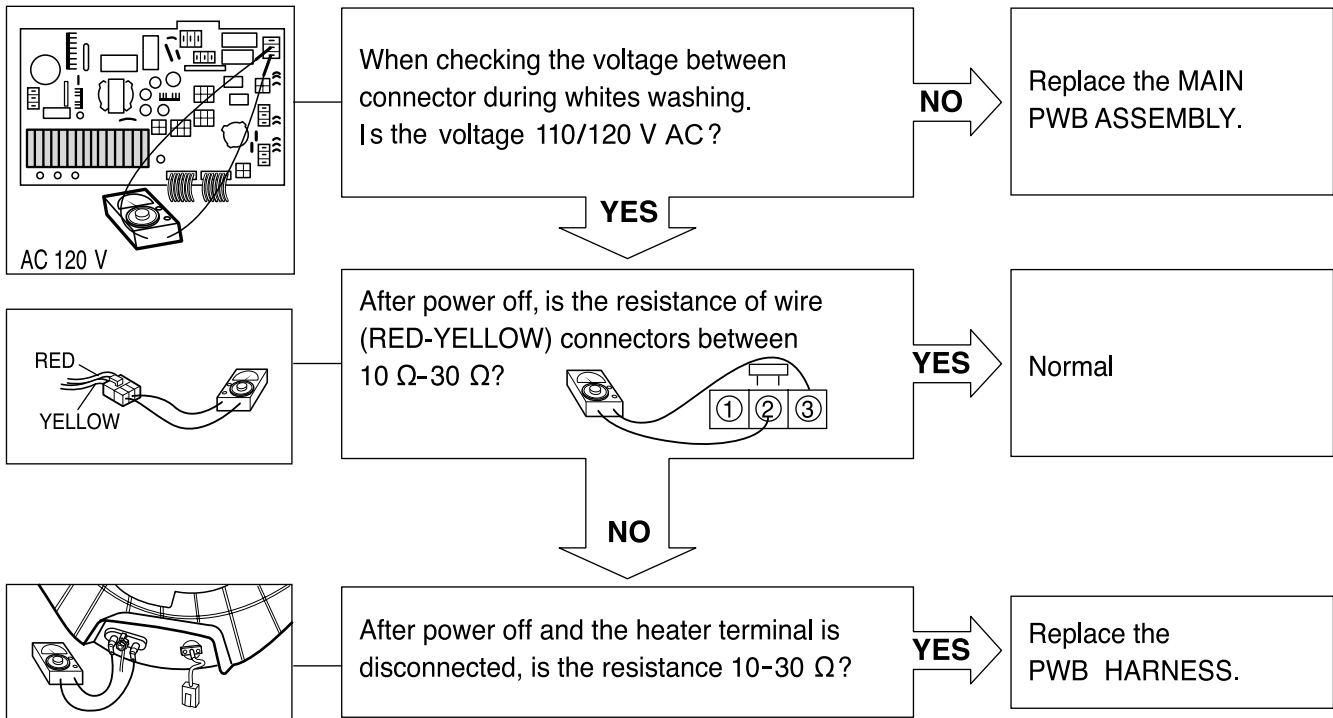 AC 120 V
When checking the voltage between
connector during whites washing.
Is the voltage 110/120 V AC?
NO
Replace the MAIN
PWB ASSEMBLY.
YES
RED
YELLOW
After power off, is the resistance of wire
(RED-YELLOW) connectors between
10 Ω-30 Ω?
① ② ③
YES
Normal
NO
After power off and the heater terminal is
disconnected, is the resistance 10-30 Ω?
YES
Replace the
PWB HARNESS.